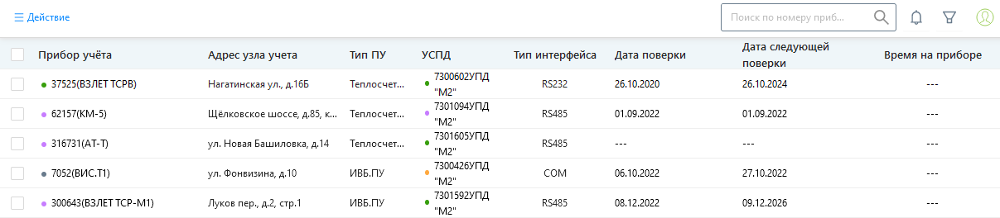 ☰ Действие
Поиск по номеру приб...
Прибор учёта Адрес узла учета Тип ПУ УСПД Тип интерфейса Дата поверки Дата следующей поверки Время на приборе
37525(ВЗЛЕТ ТСРВ) Нагатинская ул., д.16Б Теплосчет... 7300602УПД "М2" RS232 26.10.2020 26.10.2024 ---
62157(КМ-5) Щёлковское шоссе, д.85, к... Теплосчет... 7301094УПД "М2" RS485 01.09.2022 01.09.2022 ---
316731(АТ-Т) ул. Новая Башиловка, д.14 Теплосчет... 7301605УПД "М2" RS485 --- --- ---
7052(ВИС.Т1) ул. Фонвизина, д.10 ИВБ.ПУ 7300426УПД "М2" COM 06.10.2022 27.10.2022 ---
300643(ВЗЛЕТ ТСР-М1) Луков пер., д.2, стр.1 ИВБ.ПУ 7301592УПД "М2" RS485 08.12.2022 09.12.2026 ---